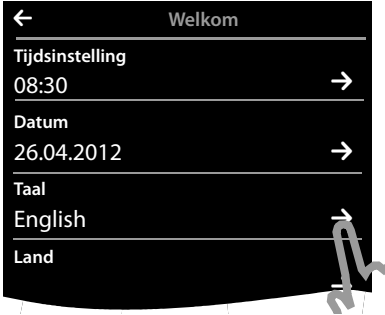 Welkom
Tijdsinstelling
08:30
Datum
26.04.2012
Taal
English
Land